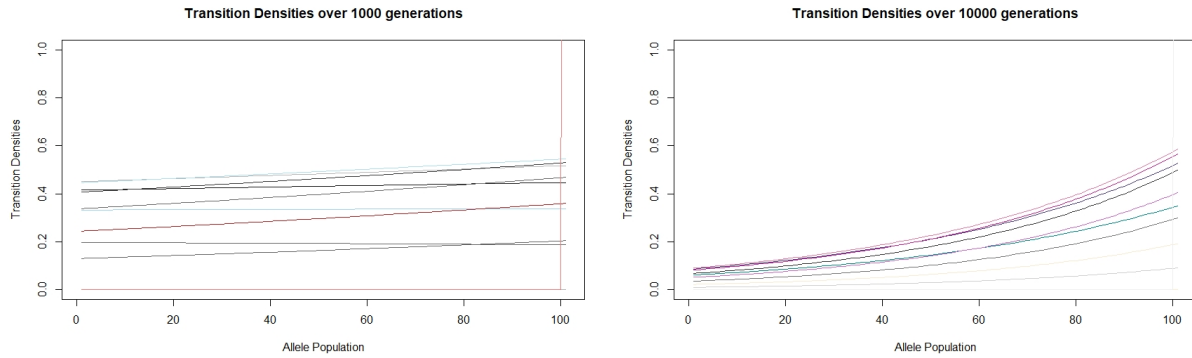 Transition Densities over 1000 generations
Transition Densities
1.0
0.8
0.6
0.4
0.2
0.0
0 20 40 60 80 100
Allele Population
Transition Densities over 10000 generations
Transition Densities
1.0
0.8
0.6
0.4
0.2
0.0
0 20 40 60 80 100
Allele Population